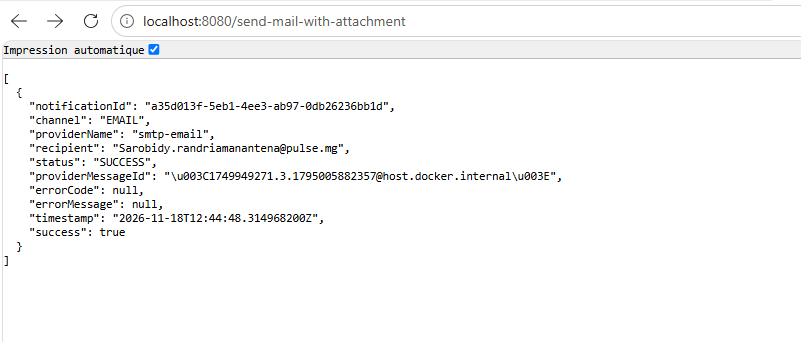 localhost:8080/send-mail-with-attachment
Impression automatique
[
{
"notificationId": "a35d013f-5eb1-4ee3-ab97-0db26236bb1d",
"channel": "EMAIL",
"providerName": "smtp-email",
"recipient": "Sarobidy.randriamanantena@pulse.mg",
"status": "SUCCESS",
"providerMessageId": "\u003C1749949271.3.1795005882357@host.docker.internal\u003E",
"errorCode": null,
"errorMessage": null,
"timestamp": "2026-11-18T12:44:48.314968200Z",
"success": true
}
]